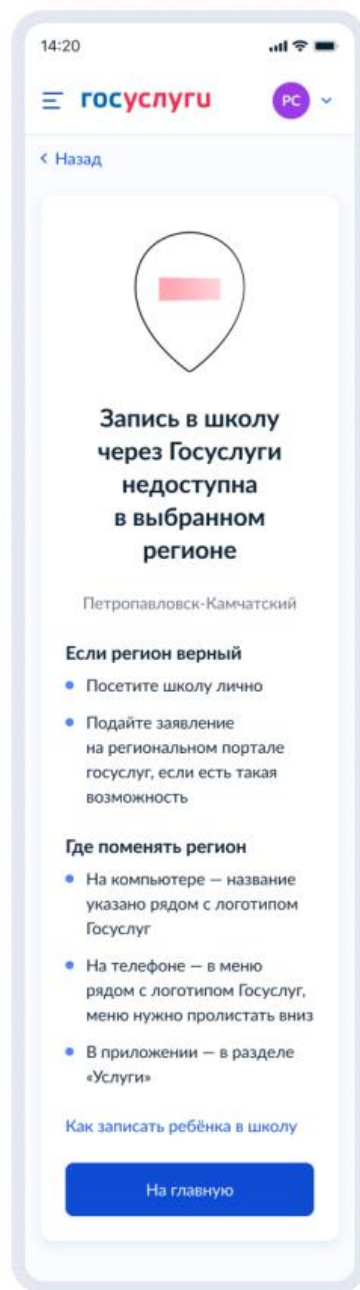 14:20
госуслуги
РС
Назад
Запись в школу
через Госуслуги
недоступна
в выбранном
регионе
Петропавловск-Камчатский
Если регион верный
Посетите школу лично
Подайте заявление
на региональном портале
госуслуг, если есть такая
возможность
Где поменять регион
На компьютере — название
указано рядом с логотипом
Госуслуг
На телефоне — в меню
рядом с логотипом Госуслуг,
меню нужно пролистать вниз
В приложении — в разделе
«Услуги»
Как записать ребёнка в школу
На главную